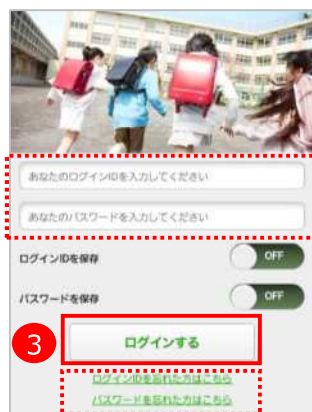 あなたのログインIDを入力してください
あなたのパスワードを入力してください
ログインIDを保存
OFF
パスワードを保存
OFF
3
ログインする
ログインIDを忘れた方はこちら
パスワードを忘れた方はこちら